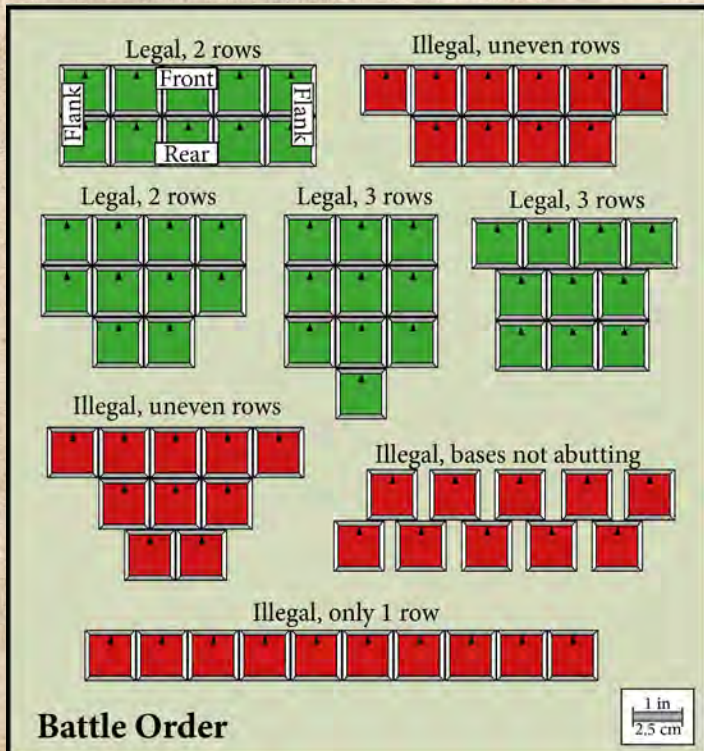 Legal, 2 rows
Illegal, uneven rows
Flank
Front
Flank
Rear
Legal, 2 rows
Legal, 3 rows
Legal, 3 rows
Illegal, uneven rows
Illegal, bases not abutting
Illegal, only 1 row
Battle Order
1 in
2,5 cm